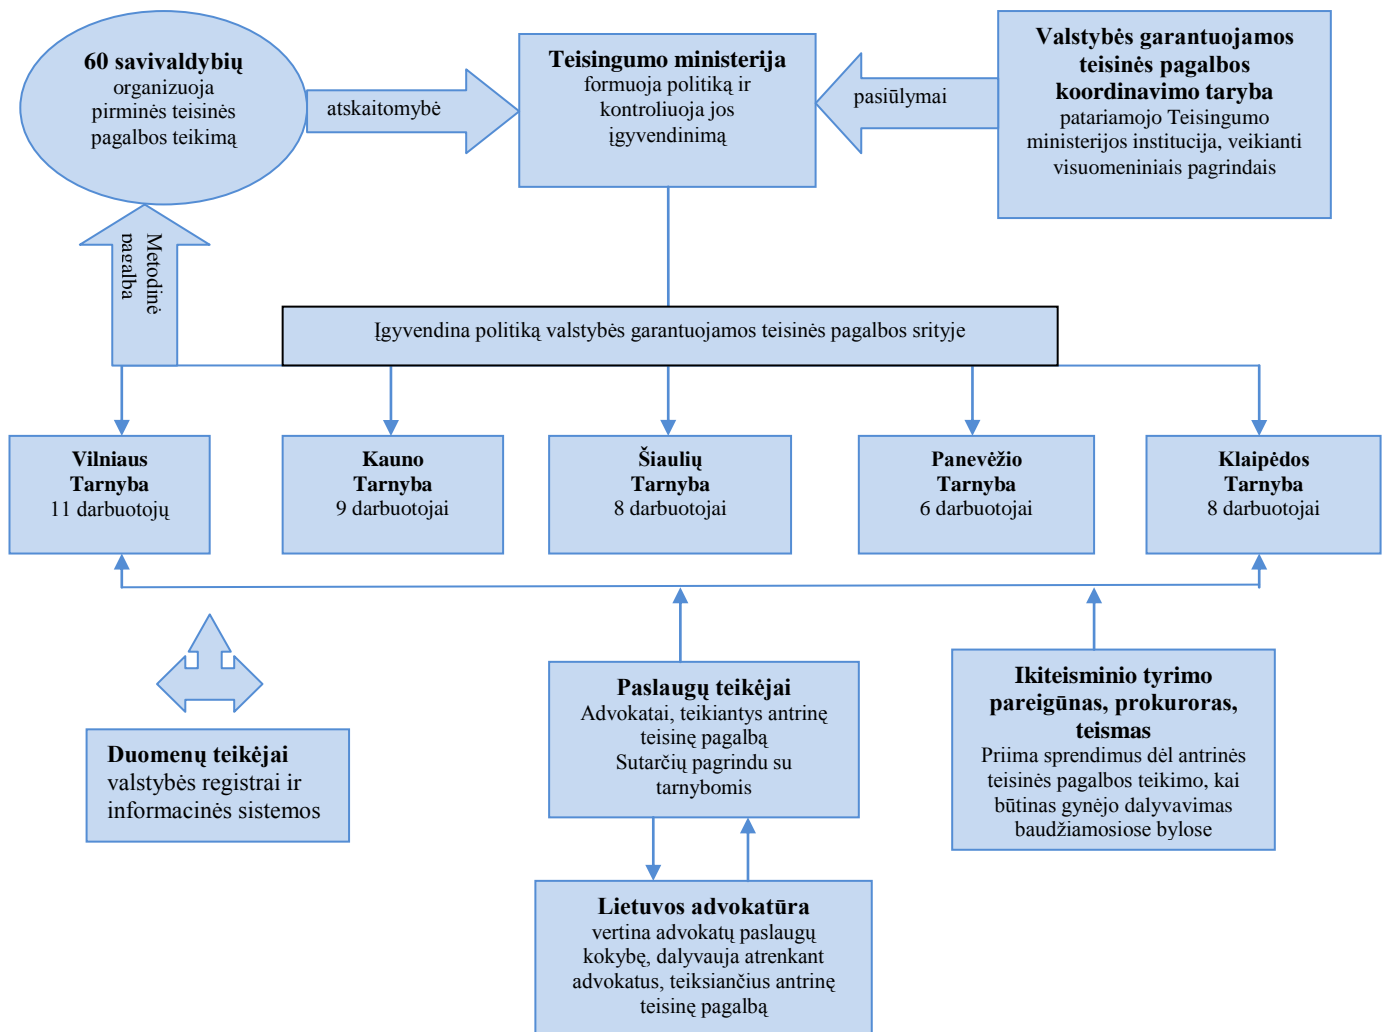 60 savivaldybių
organizuoja
pirminės teisinės
pagalbos teikimą
atskaitomybė
Teisingumo ministerija
formuoja politiką ir
kontroliuoja jos
įgyvendinimą
pasiūlymai
Valstybės garantuojamos
teisinės pagalbos
koordinavimo taryba
patariamojo Teisingumo
ministerijos institucija, veikianti
visuomeniniais pagrindais
Metodinė
pagalba
Įgyvendina politiką valstybės garantuojamos teisinės pagalbos srityje
Vilniaus
Tarnyba
11 darbuotojų
Kauno
Tarnyba
9 darbuotojai
Šiaulių
Tarnyba
8 darbuotojai
Panevėžio
Tarnyba
6 darbuotojai
Klaipėdos
Tarnyba
8 darbuotojai
Duomenų teikėjai
valstybės registrai ir
informacinės sistemos
Paslaugų teikėjai
Advokatai, teikiantys antrinę
teisinę pagalbą
Sutarčių pagrindu su
tarnybomis
Ikiteisminio tyrimo
pareigūnas, prokuroras,
teismas
Priima sprendimus dėl antrinės
teisinės pagalbos teikimo, kai
būtinas gynėjo dalyvavimas
baudžiamosiose bylose
Lietuvos advokatūra
vertina advokatų paslaugų
kokybę, dalyvauja atrenkant
advokatus, teiksiančius antrinę
teisinę pagalbą